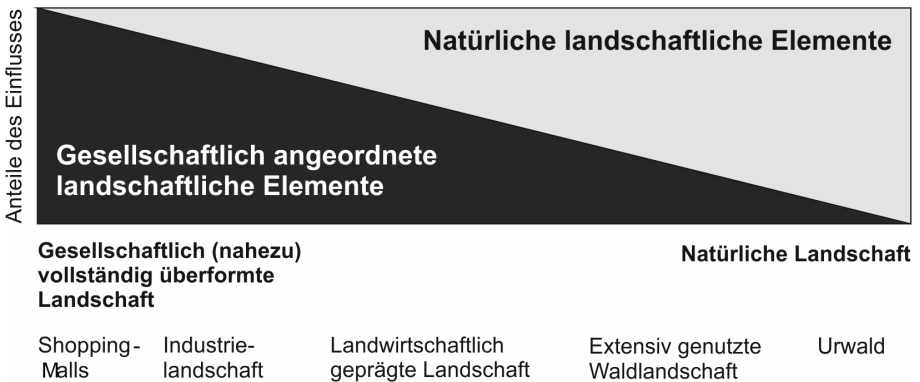 Anteile des Einflusses
Natürliche landschaftliche Elemente
Gesellschaftlich angeordnete
landschaftliche Elemente
Gesellschaftlich (nahezu)
vollständig überformte
Landschaft
Natürliche Landschaft
Shopping-
Malls
Industrie-
landschaft
Landwirtschaftlich
geprägte Landschaft
Extensiv genutzte
Waldlandschaft
Urwald